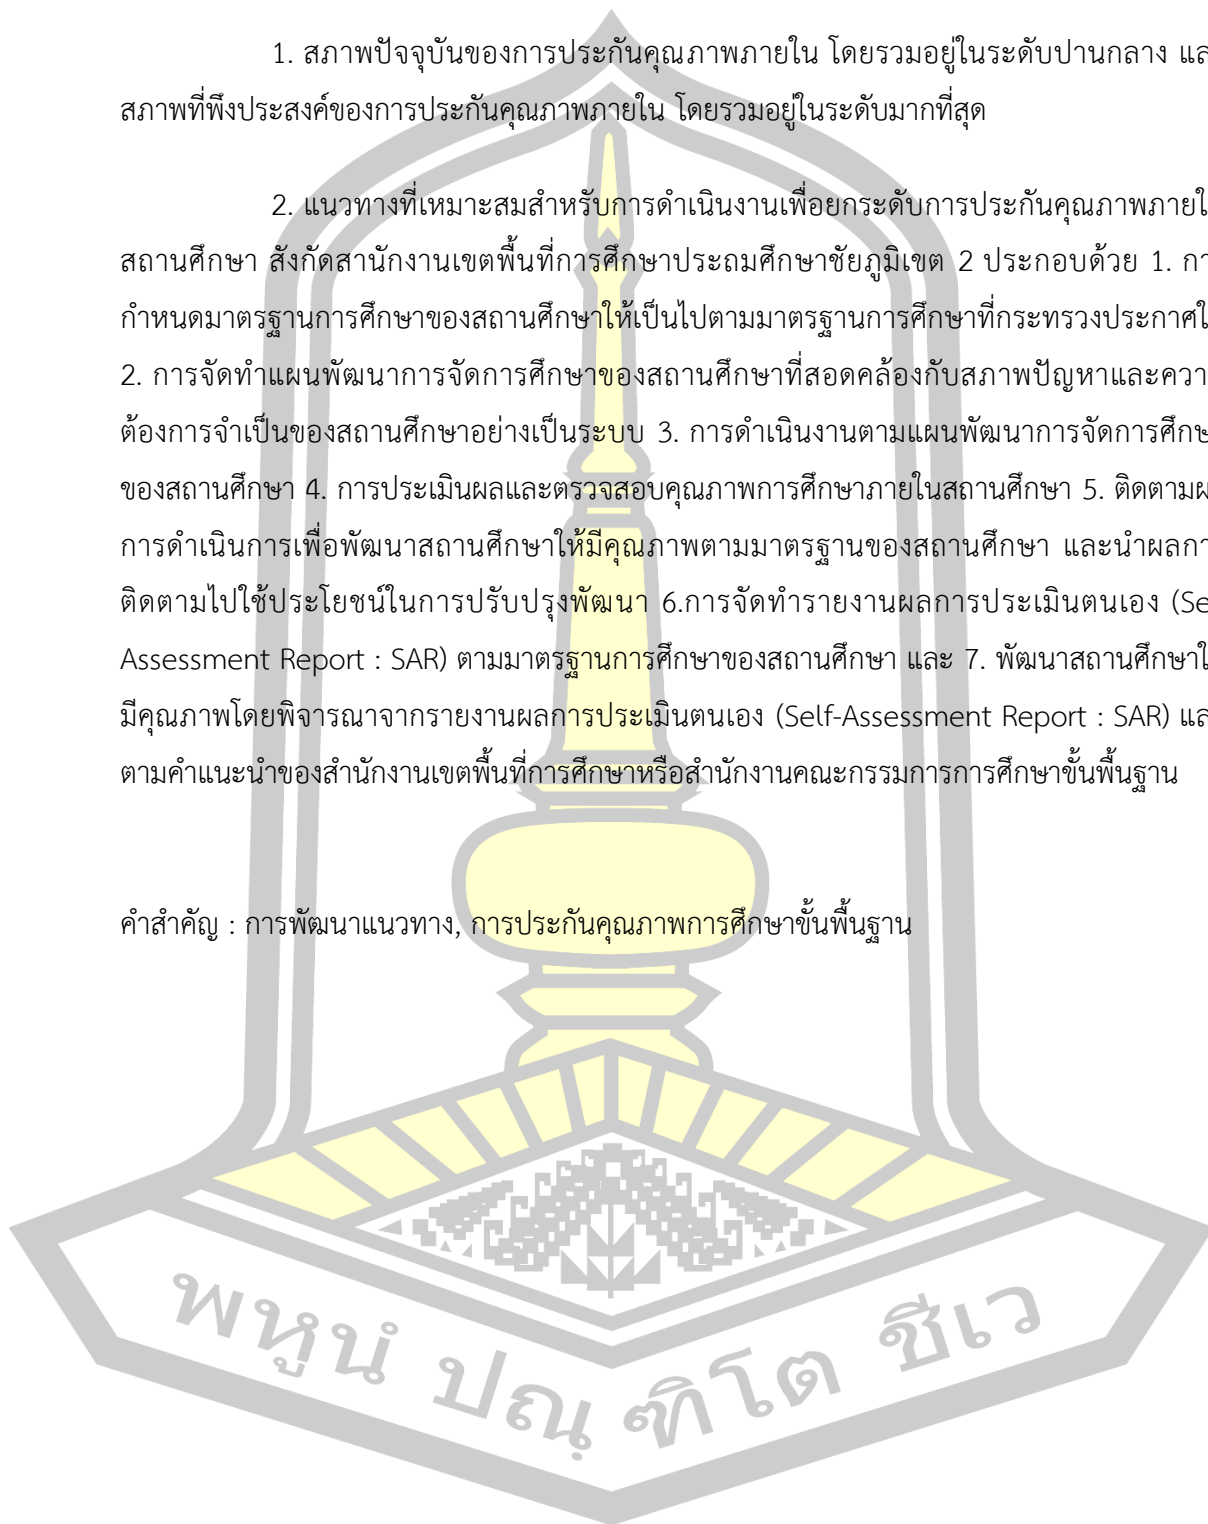 1. สภาพปัจจุบันของการประกันคุณภาพภายใน โดยรวมอยู่ในระดับปานกลาง แล
สภาพที่พึงประสงค์ของการประกันคุณภาพภายใน โดยรวมอยู่ในระดับมากที่สุด
2. แนวทางที่เหมาะสมสำหรับการดำเนินงานเพื่อยกระดับการประกันคุณภาพภายใ
สถานศึกษา สังกัดสานักงานเขตพื้นที่การศึกษาประถมศึกษาชัยภูมิเขต 2 ประกอบด้วย 1. กา
กำหนดมาตรฐานการศึกษาของสถานศึกษาให้เป็นไปตามมาตรฐานการศึกษาที่กระทรวงประกาศใ
2. การจัดทำแผนพัฒนาการจัดการศึกษาของสถานศึกษาที่สอดคล้องกับสภาพปัญหาและควา
ต้องการจำเป็นของสถานศึกษาอย่างเป็นระบบ 3. การดำเนินงานตามแผนพัฒนาการจัดการศึกษ
ของสถานศึกษา 4. การประเมินผลและตรวจสอบคุณภาพการศึกษาภายในสถานศึกษา 5. ติดตามผ
การดำเนินการเพื่อพัฒนาสถานศึกษาให้มีคุณภาพตามมาตรฐานของสถานศึกษา และนำผลกา
ติดตามไปใช้ประโยชน์ในการปรับปรุงพัฒนา 6.การจัดทำรายงานผลการประเมินตนเอง (Se
Assessment Report : SAR) ตามมาตรฐานการศึกษาของสถานศึกษา และ 7. พัฒนาสถานศึกษาใ
มีคุณภาพโดยพิจารณาจากรายงานผลการประเมินตนเอง (Self-Assessment Report : SAR) แล
ตามคำแนะนำของสำนักงานเขตพื้นที่การศึกษาหรือสำนักงานคณะกรรมการการศึกษาขั้นพื้นฐาน
คำสำคัญ : การพัฒนาแนวทาง, การประกันคุณภาพการศึกษาขั้นพื้นฐาน
พหูนํ ปณฺ ฑิโต ชีเว